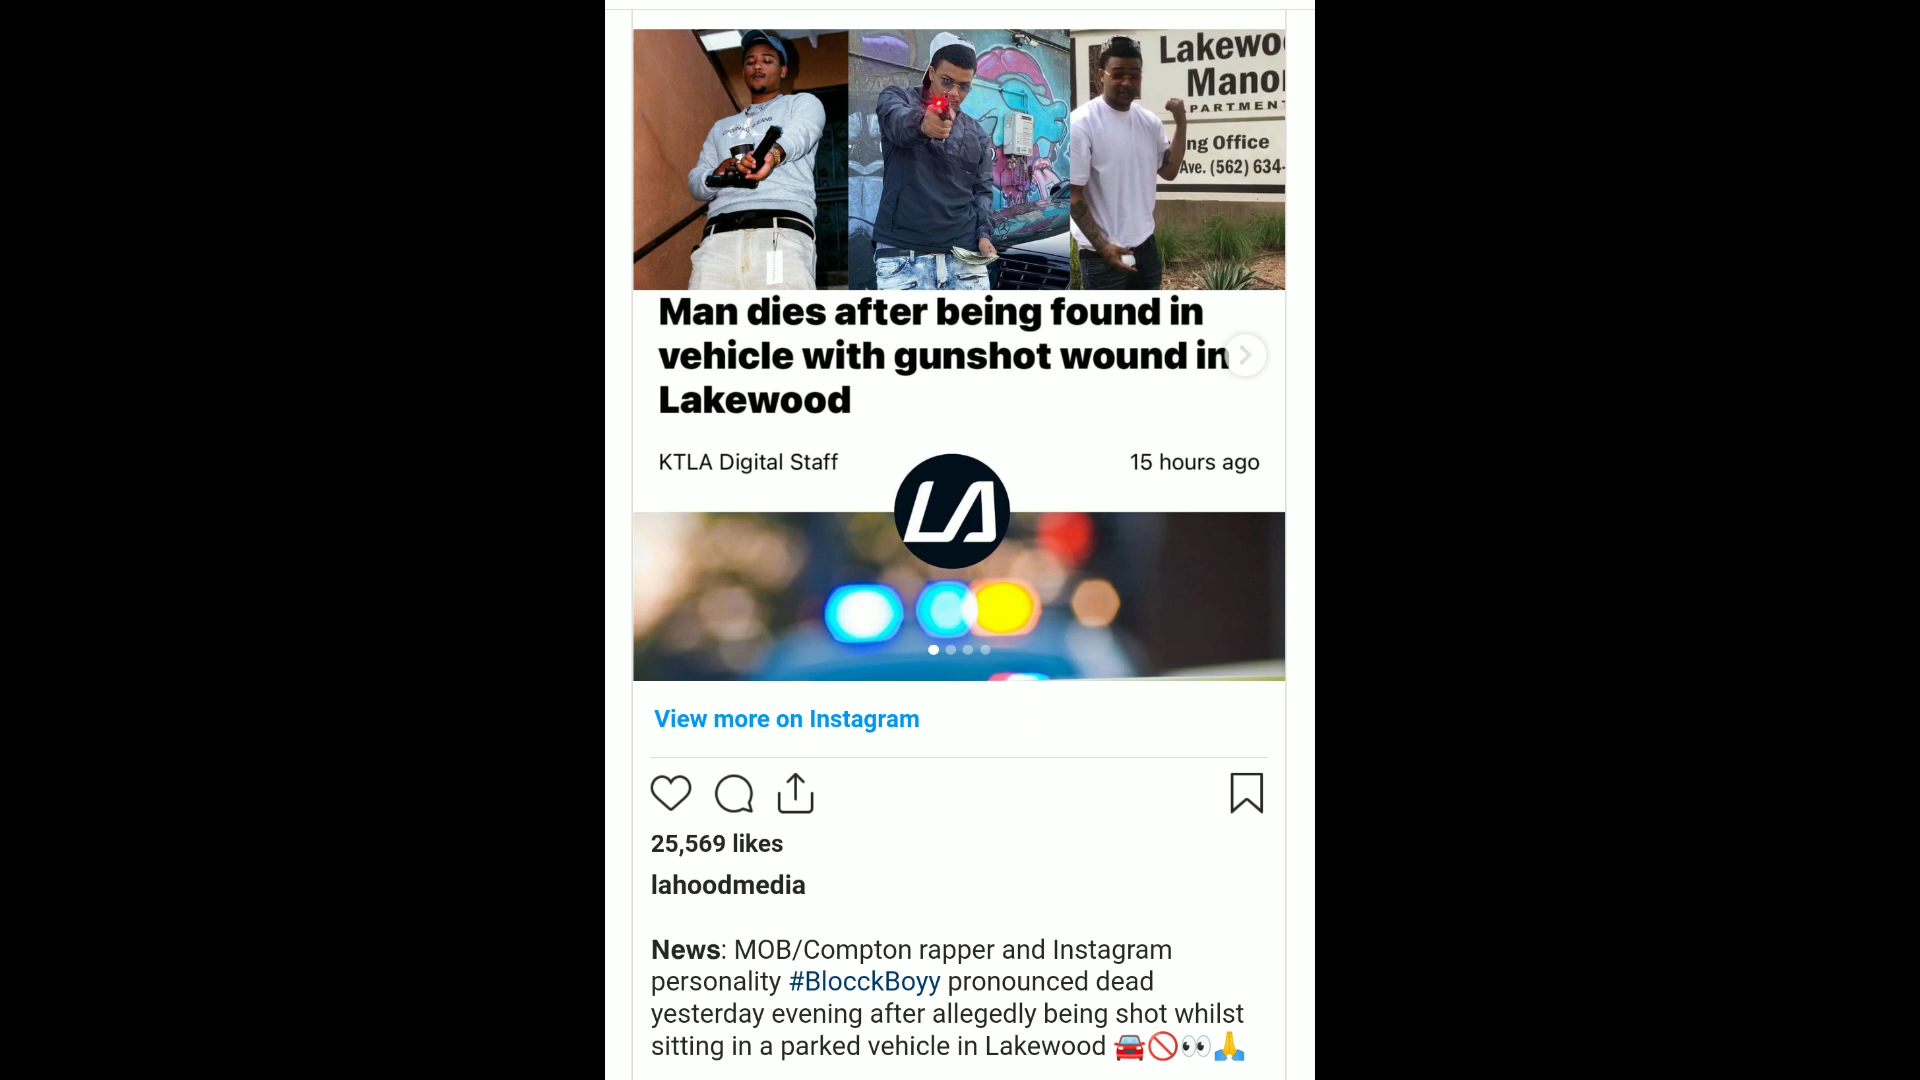 Lakewo
Mano
PARTMEN
ng Office
Ave. (562) 634-
Man dies after being found in
vehicle with gunshot wound in
Lakewood
KTLA Digital Staff
15 hours ago
LA
View more on Instagram
25,569 likes
lahoodmedia
News: MOB/Compton rapper and Instagram
personality #BlocckBoyy pronounced dead
yesterday evening after allegedly being shot whilst
sitting in a parked vehicle in Lakewood 🚘🚫👀🙏